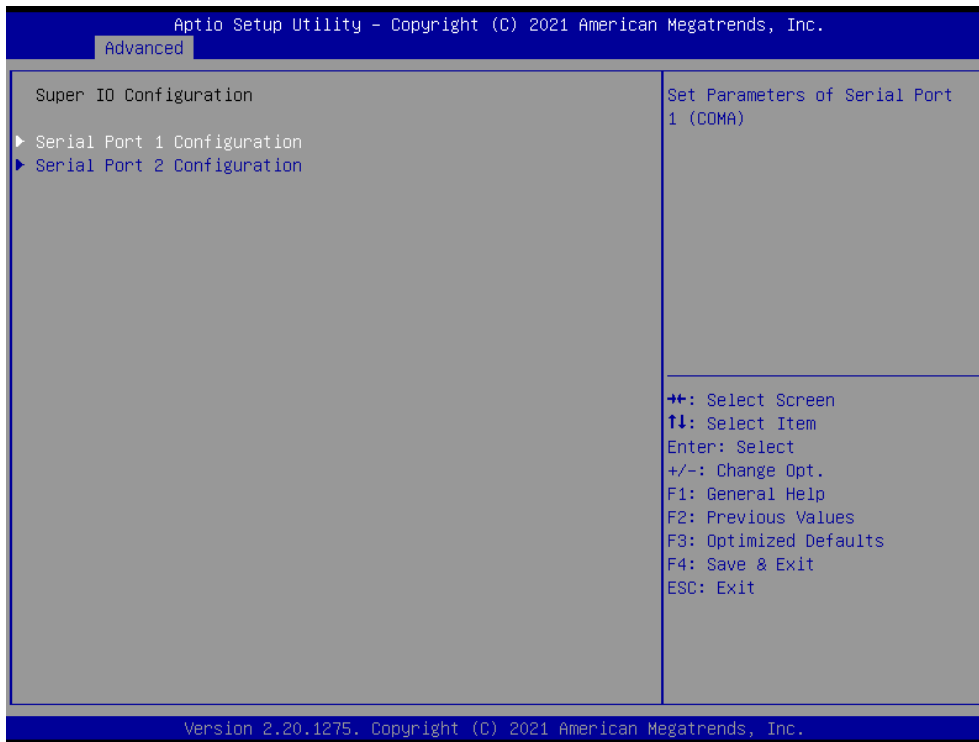 Aptio Setup Utility – Copyright (C) 2021 American Megatrends, Inc.
Advanced
Super IO Configuration
Serial Port 1 Configuration
Serial Port 2 Configuration
Set Parameters of Serial Port
1 (COMA)
→←: Select Screen
↑↓: Select Item
Enter: Select
+/-: Change Opt.
F1: General Help
F2: Previous Values
F3: Optimized Defaults
F4: Save & Exit
ESC: Exit
Version 2.20.1275. Copyright (C) 2021 American Megatrends, Inc.